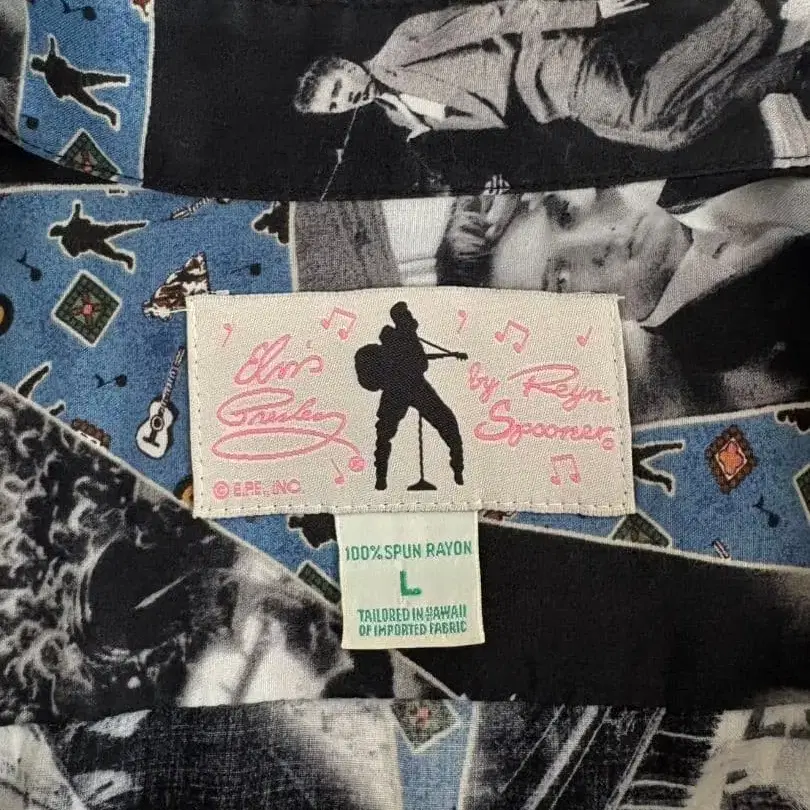 Elvis
Presley ©
by Reyn
Spooner ©
© E.P.E., INC.
100% SPUN RAYON
L
TAILORED IN HAWAII
OF IMPORTED FABRIC